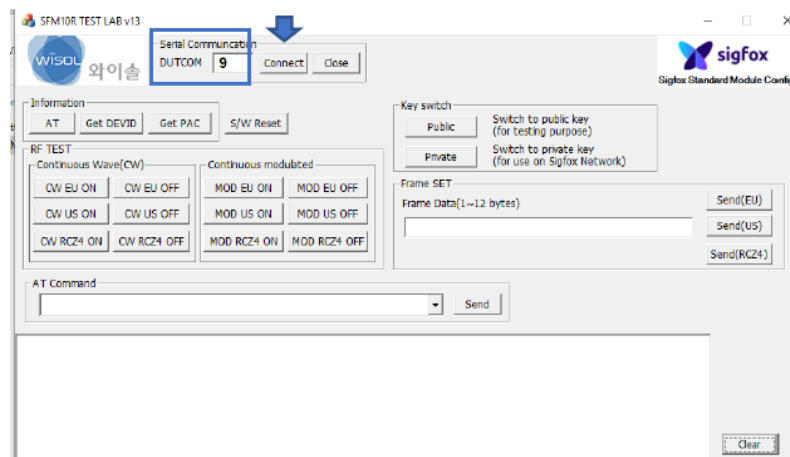 SFM10R TEST LAB v13
Serial Communcation
DUTCOM 9 Connect Close
wisol 와이솔
sigfox
Sigfox Standard Module Config
Information
AT Get DEVID Get PAC S/W Reset
Key switch
Public Switch to public key
(for testing purpose)
Private Switch to private key
(for use on Sigfox Network)
RF TEST
Continuous Wave(CW) Continuous modulated
CW EU ON CW EU OFF MOD EU ON MOD EU OFF
CW US ON CW US OFF MOD US ON MOD US OFF
CW RCZ4 ON CW RCZ4 OFF MOD RCZ4 ON MOD RCZ4 OFF
Frame SET
Frame Data(1~12 bytes) Send(EU)
Send(US)
Send(RCZ4)
AT Command
Send
Clear